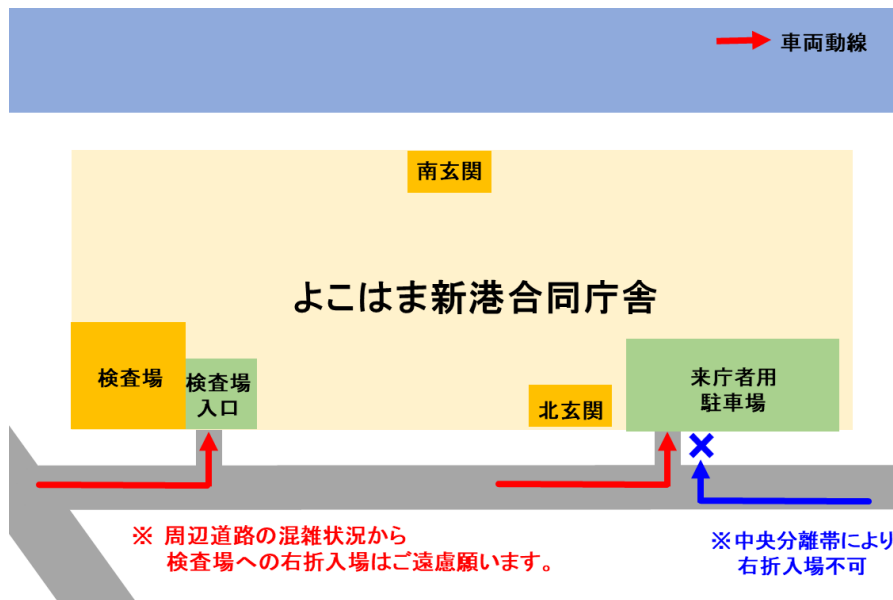 車両動線
南玄関
よこはま新港合同庁舎
検査場
検査場
入口
北玄関
来庁者用
駐車場
※ 周辺道路の混雑状況から
検査場への右折入場はご遠慮願います。
※中央分離帯により
右折入場不可